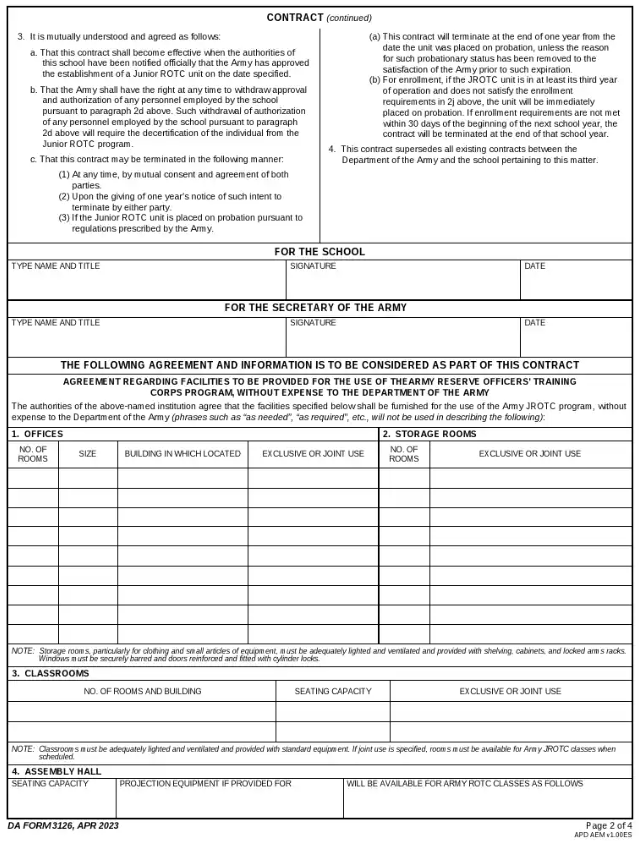 CONTRACT (continued)
3. It is mutually understood and agreed as follows:
a. That this contract shall become effective when the authorities of
this school have been notified officially that the Army has approved
the establishment of a Junior ROTC unit on the date specified.
b. That the Army shall have the right at any time to withdraw approval
and authorization of any personnel employed by the school
pursuant to paragraph 2d above. Such withdrawal of authorization
of any personnel employed by the school pursuant to paragraph
2d above will require the decertification of the individual from the
Junior ROTC program.
c. That this contract may be terminated in the following manner:
(1) At any time, by mutual consent and agreement of both
parties.
(2) Upon the giving of one year's notice of such intent to
terminate by either party.
(3) If the Junior ROTC unit is placed on probation pursuant to
regulations prescribed by the Army.
(a) This contract will terminate at the end of one year from the
date the unit was placed on probation, unless the reason
for such probationary status has been removed to the
satisfaction of the Army prior to such expiration.
(b) For enrollment, if the JROTC unit is in at least its third year
of operation and does not satisfy the enrollment
requirements in 2j above, the unit will be immediately
placed on probation. If enrollment requirements are not met
within 30 days of the beginning of the next school year, the
contract will be terminated at the end of that school year.
4. This contract supersedes all existing contracts between the
Department of the Army and the school pertaining to this matter.
FOR THE SCHOOL
TYPE NAME AND TITLE SIGNATURE DATE
FOR THE SECRETARY OF THE ARMY
TYPE NAME AND TITLE SIGNATURE DATE
THE FOLLOWING AGREEMENT AND INFORMATION IS TO BE CONSIDERED AS PART OF THIS CONTRACT
AGREEMENT REGARDING FACILITIES TO BE PROVIDED FOR THE USE OF THEARMY RESERVE OFFICERS' TRAINING
CORPS PROGRAM, WITHOUT EXPENSE TO THE DEPARTMENT OF THE ARMY
The authorities of the above-named institution agree that the facilities specified below shall be furnished for the use of the Army JROTC program, without
expense to the Department of the Army (phrases such as "as needed", "as required", etc., will not be used in describing the following):
1. OFFICES 2. STORAGE ROOMS
NO. OF ROOMS SIZE BUILDING IN WHICH LOCATED EXCLUSIVE OR JOINT USE NO. OF ROOMS EXCLUSIVE OR JOINT USE
NOTE: Storage rooms, particularly for clothing and small articles of equipment, must be adequately lighted and ventilated and provided with shelving, cabinets, and locked arms racks.
Windows must be securely barred and doors reinforcrd and fitted with cylinder locks.
3. CLASSROOMS
NO. OF ROOMS AND BUILDING SEATING CAPACITY EXCLUSIVE OR JOINT USE
NOTE: Classrooms must be adequately lighted and ventilated and provided with standard equipment. If joint use is specified, rooms must be available for Army JROTC classes when
scheduled.
4. ASSEMBLY HALL
SEATING CAPACITY PROJECTION EQUIPMENT IF PROVIDED FOR WILL BE AVAILABLE FOR ARMY ROTC CLASSES AS FOLLOWS
DA FORM 3126, APR 2023 Page 2 of 4
APD AEM v1.00ES